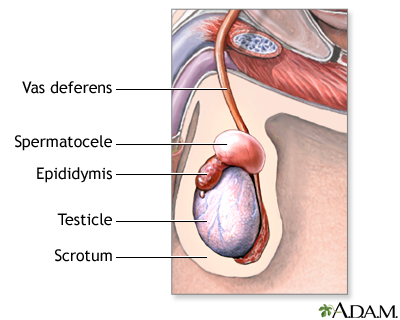 Vas deferens
Spermatocele
Epididymis
Testicle
Scrotum
A.D.A.M.